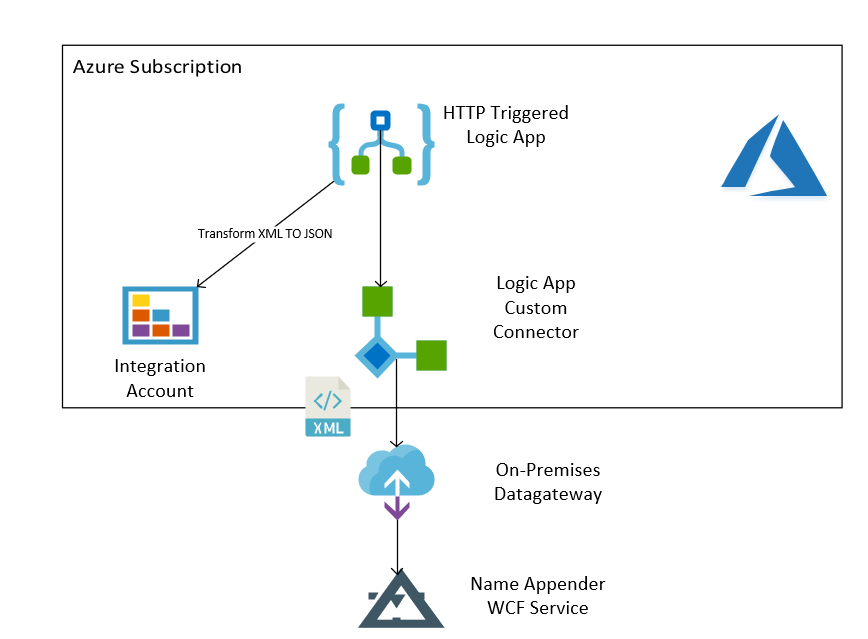 Azure Subscription
HTTP Triggered
Logic App
Transform XML TO JSON
Logic App
Custom
Connector
Integration
Account
</>
XML
On-Premises
Datagateway
Name Appender
WCF Service